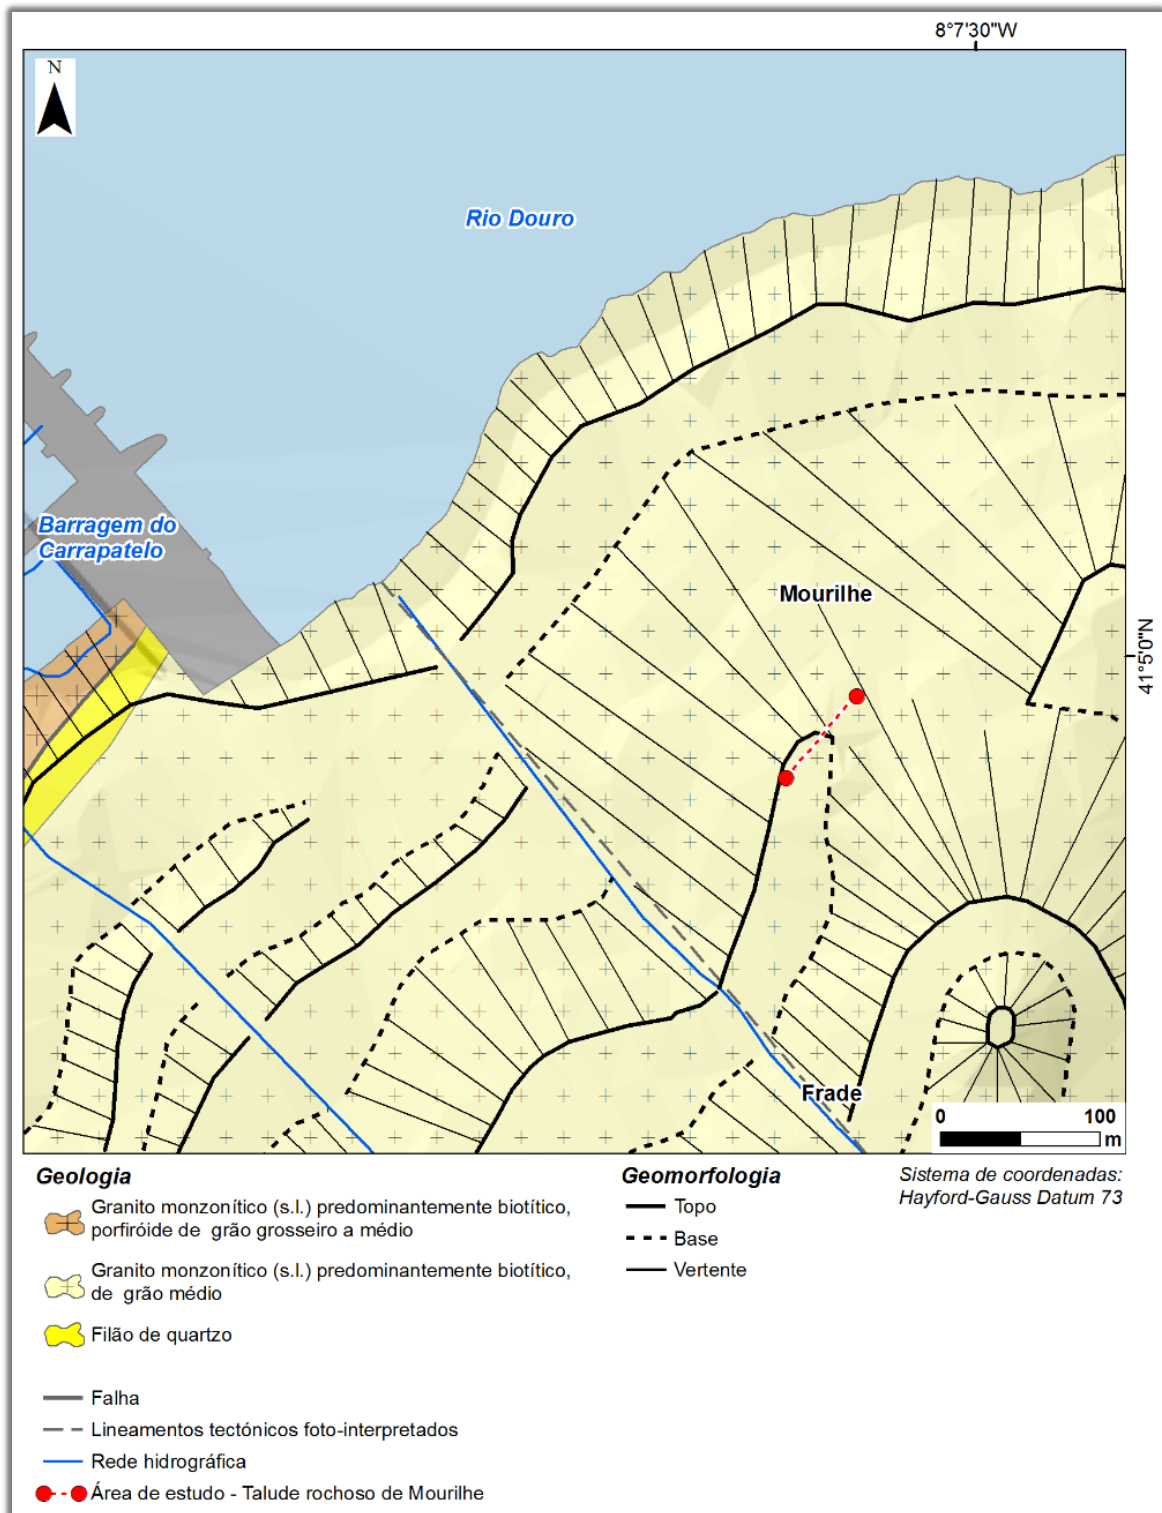 8°7'30"W
N
Rio Douro
Barragem do
Carrapatelo
Mourilhe
41°5'0"N
Frade
0 100
m
Geologia
Granito monzonítico (s.l.) predominantemente biotítico,
porfiróide de grão grosseiro a médio
Granito monzonítico (s.l.) predominantemente biotítico,
de grão médio
Filão de quartzo
Falha
Lineamentos tectónicos foto-interpretados
Rede hidrográfica
Área de estudo - Talude rochoso de Mourilhe
Geomorfologia
Topo
Base
Vertente
Sistema de coordenadas:
Hayford-Gauss Datum 73